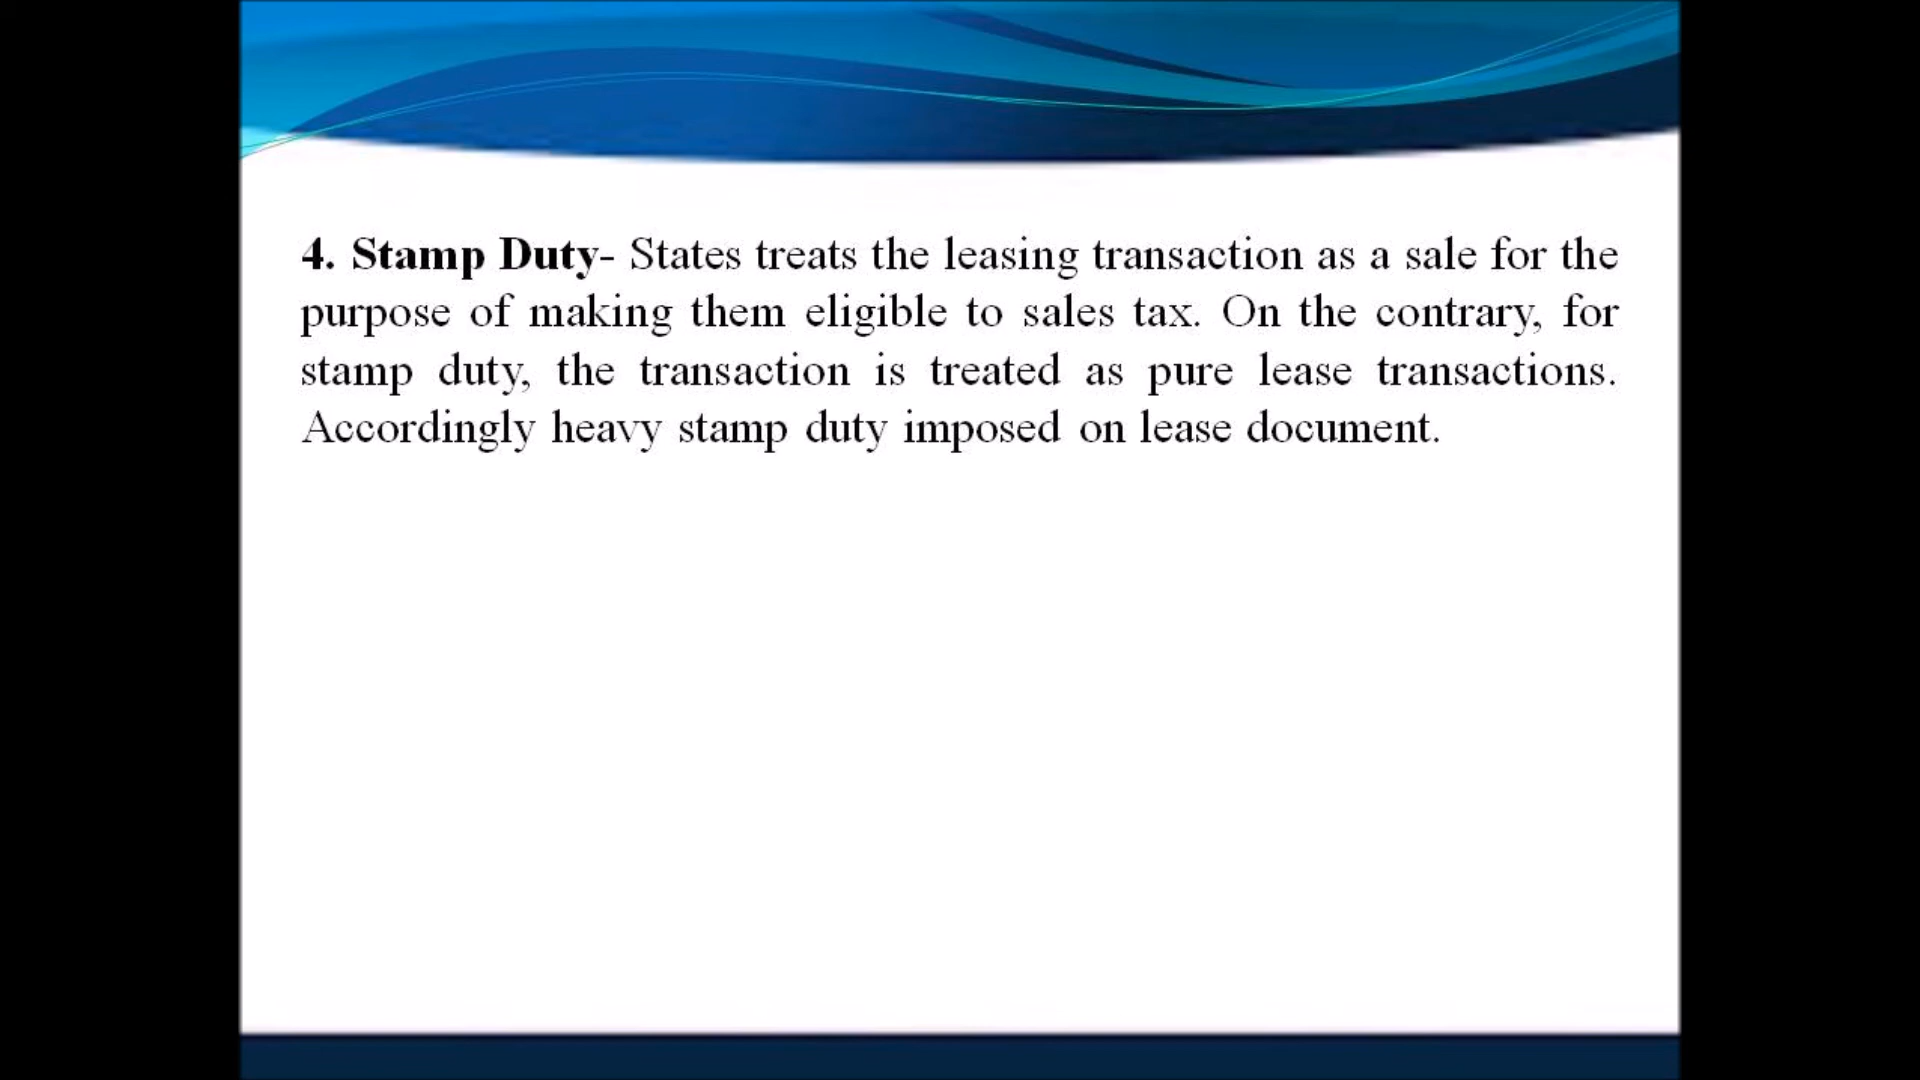 4. Stamp Duty- States treats the leasing transaction as a sale for the
purpose of making them eligible to sales tax. On the contrary, for
stamp duty, the transaction is treated as pure lease transactions.
Accordingly heavy stamp duty imposed on lease document.